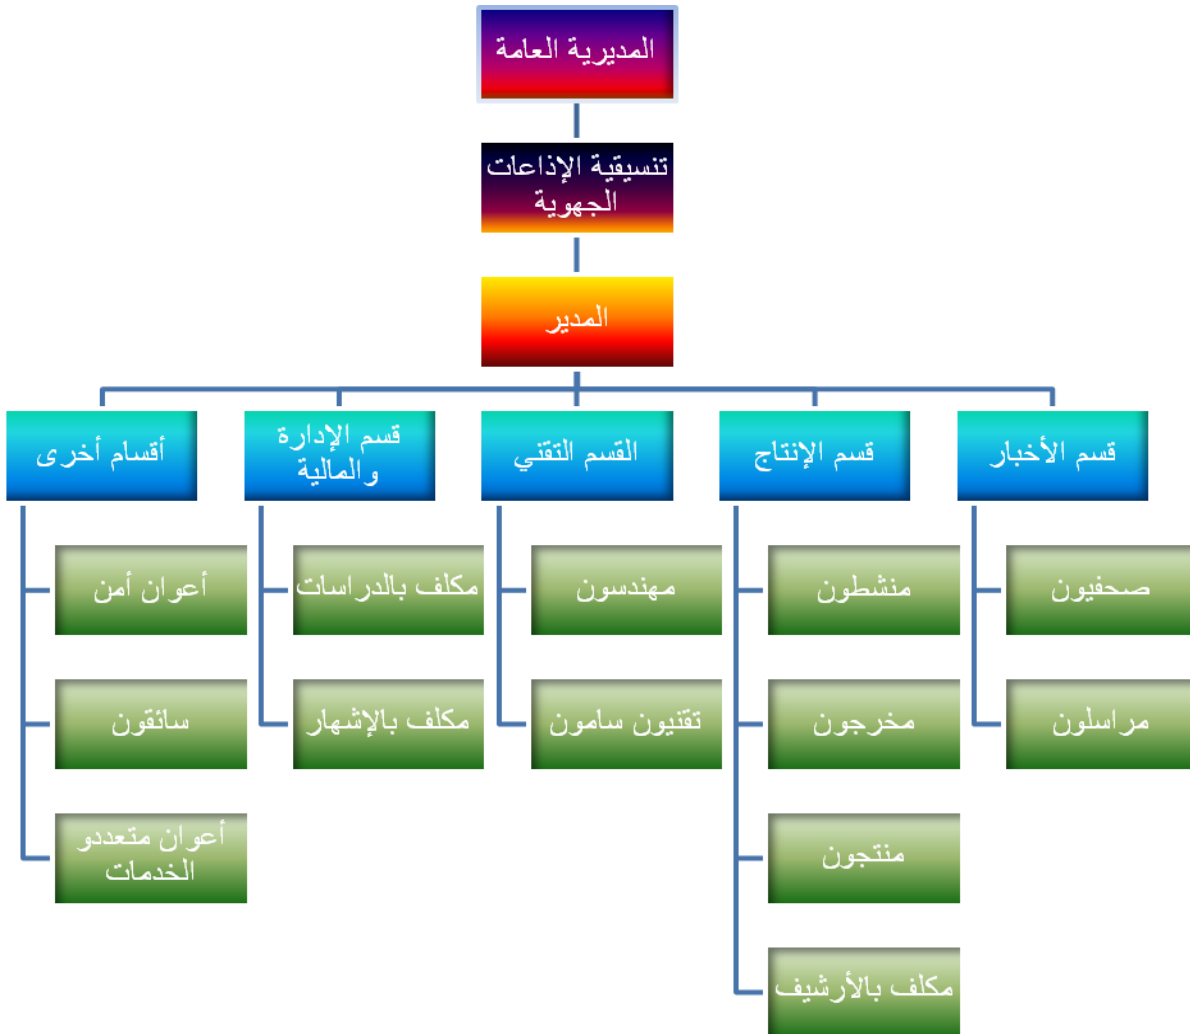 المديرية العامة
تنسيقية الإذاعات
الجهوية
المدير
قسم الأخبار
قسم الإنتاج
القسم التقني
قسم الإدارة
والمالية
أقسام أخرى
صحفيون
منشطون
مهندسون
مكلف بالدراسات
أعوان أمن
مراسلون
مخرجون
تقنيون سامون
مكلف بالإشهار
سائقون
منتجون
أعوان متعددو
الخدمات
مكلف بالأرشيف